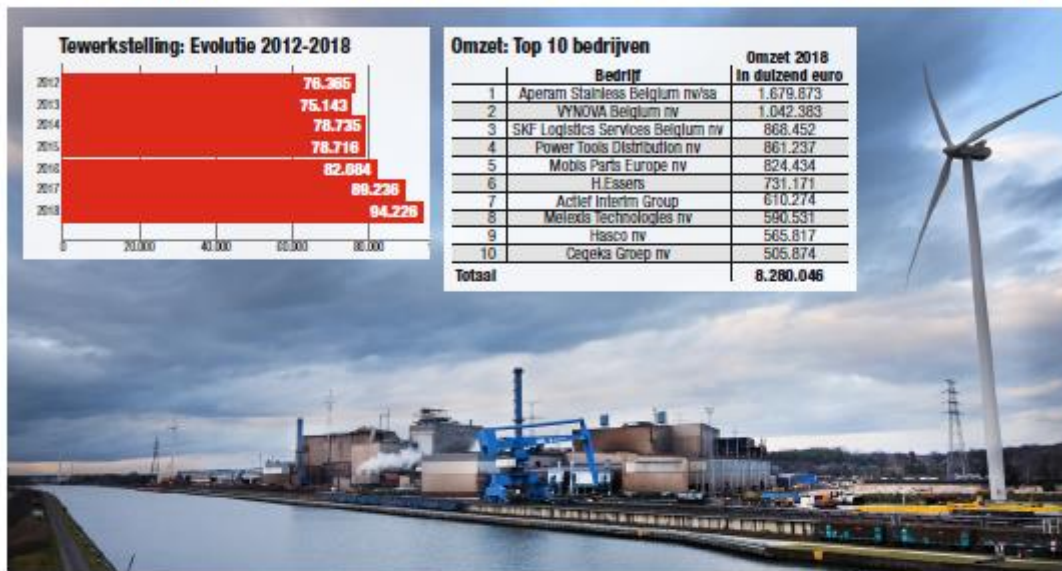 Tewerkstelling: Evolutie 2012-2018
2012 76.365
2013 75.143
2014 78.735
2015 78.716
2016 82.084
2017 89.236
2018 94.226
0 20.000 40.000 60.000 80.000
Omzet: Top 10 bedrijven
Bedrijf Omzet 2018 in duizend euro
1 Aperam Stainless Belgium nv/sa 1.679.873
2 VYNOVA Belgium nv 1.042.383
3 SKF Logistics Services Belgium nv 868.452
4 Power Tools Distribution nv 861.237
5 Mobis Parts Europe nv 824.434
6 H.Essers 731.171
7 Actief Interim Group 610.274
8 Melexis Technologies nv 590.531
9 Hasco nv 565.817
10 Cegeka Groep nv 505.874
Totaal 8.280.046